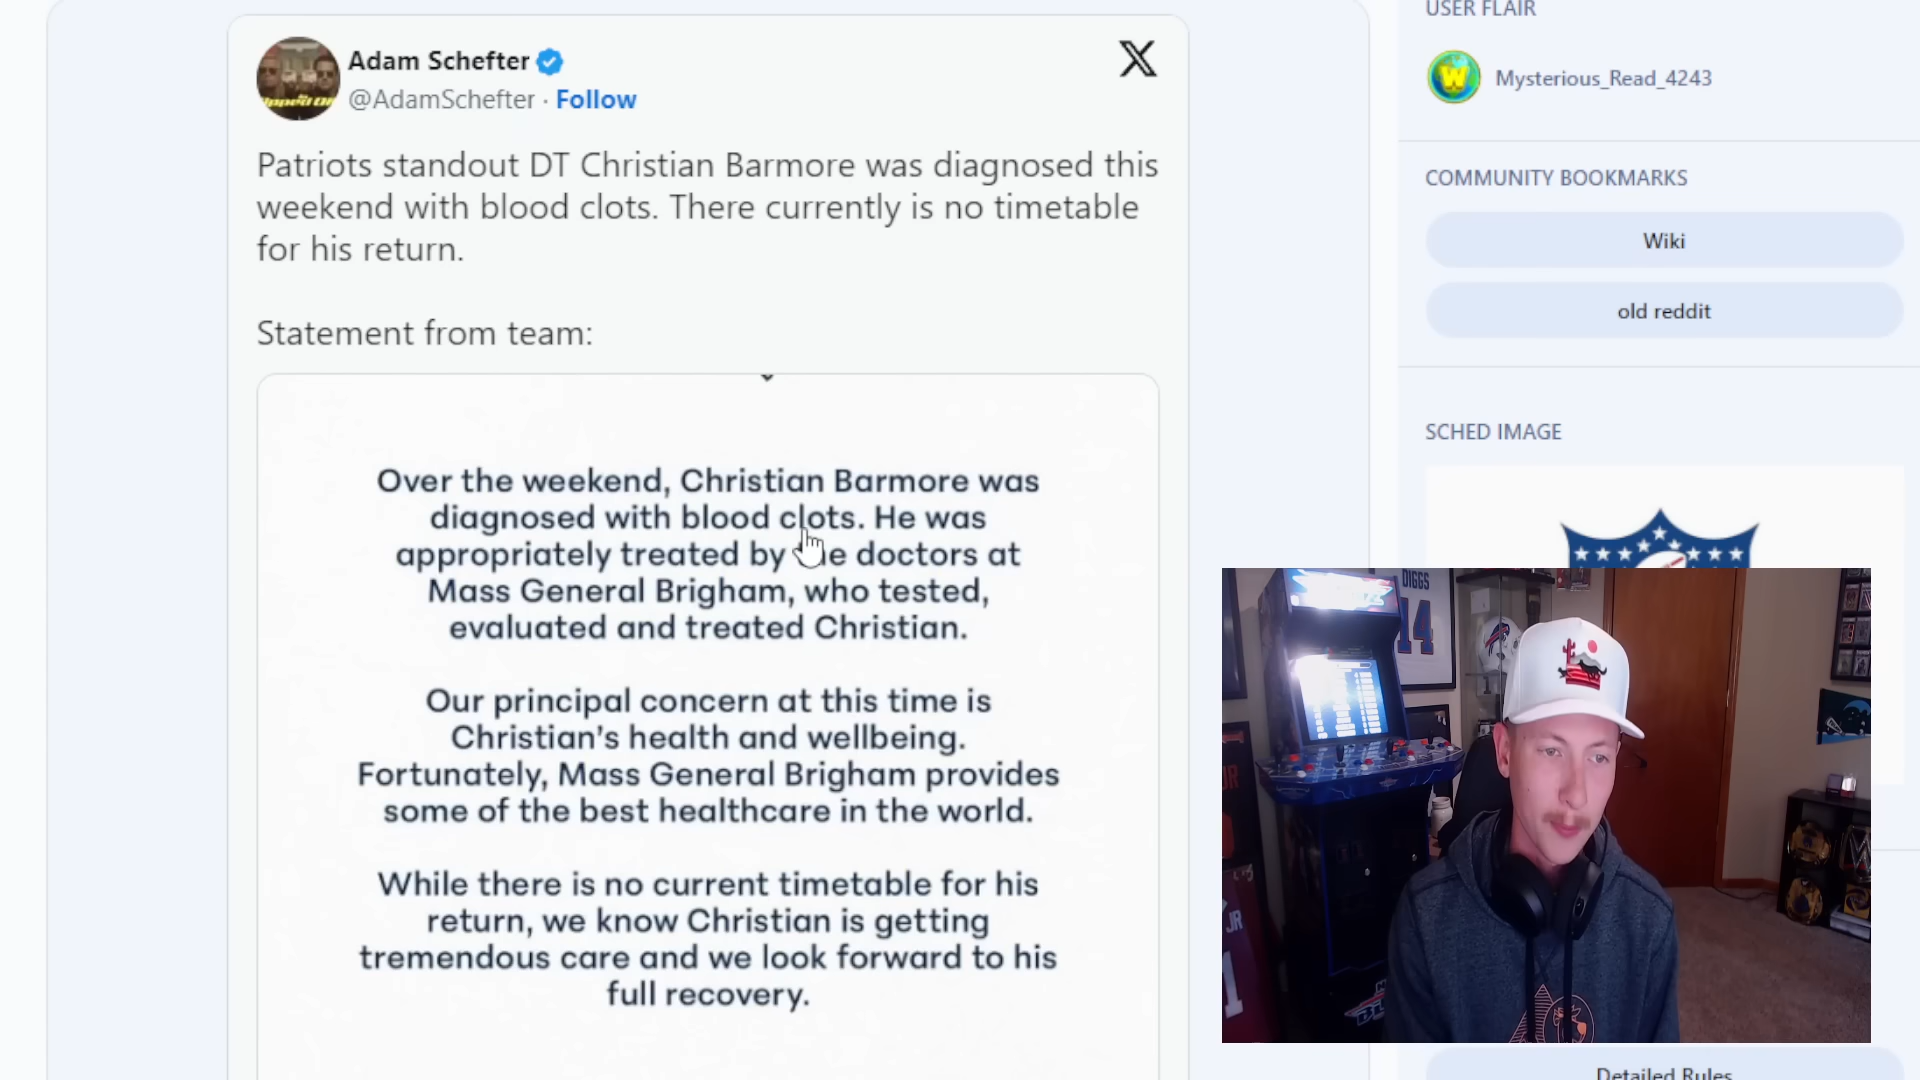 Adam Schefter
@AdamSchefter · Follow
Patriots standout DT Christian Barmore was diagnosed this
weekend with blood clots. There currently is no timetable
for his return.
Statement from team:
Over the weekend, Christian Barmore was
diagnosed with blood clots. He was
appropriately treated by the doctors at
Mass General Brigham, who tested,
evaluated and treated Christian.
Our principal concern at this time is
Christian's health and wellbeing.
Fortunately, Mass General Brigham provides
some of the best healthcare in the world.
While there is no current timetable for his
return, we know Christian is getting
tremendous care and we look forward to his
full recovery.
USER FLAIR
W
Mysterious_Read_4243
COMMUNITY BOOKMARKS
Wiki
old reddit
SCHED IMAGE
DIGGS
14
JR
Detailed Rules